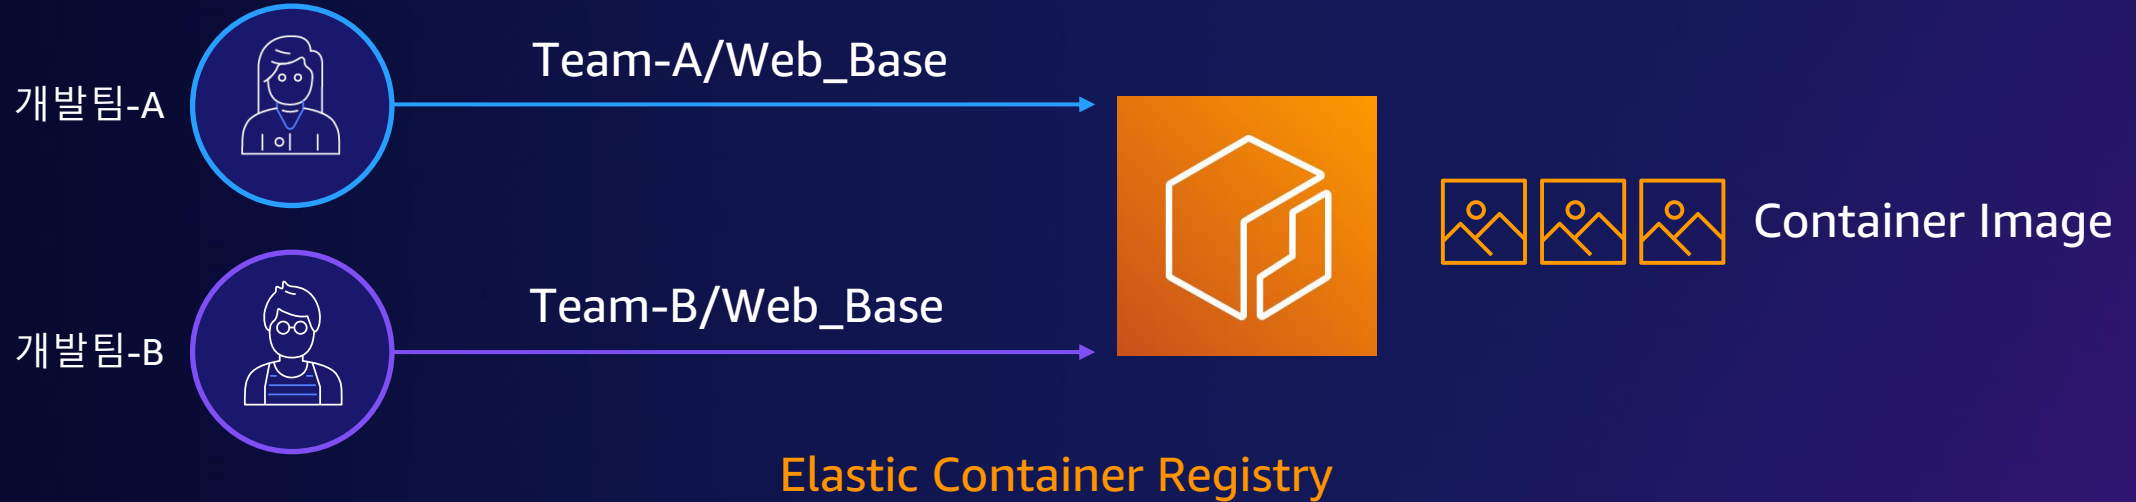 개발팀-A
Team-A/Web_Base
Container Image
개발팀-B
Team-B/Web_Base
Elastic Container Registry